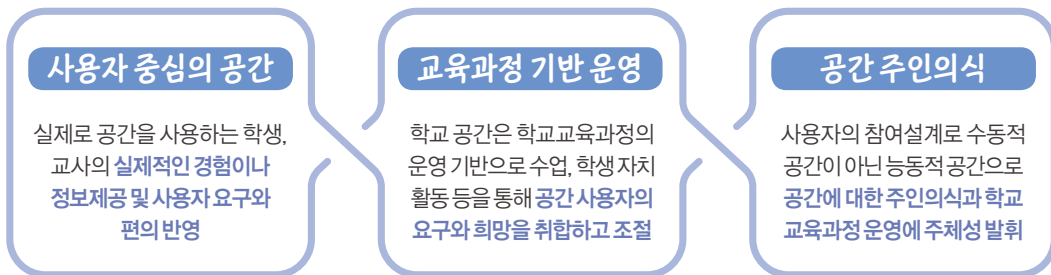 사용자 중심의 공간
실제로 공간을 사용하는 학생,
교사의 실제적인 경험이나
정보제공 및 사용자 요구와
편의 반영
교육과정 기반 운영
학교 공간은 학교교육과정의
운영 기반으로 수업, 학생 자치
활동 등을 통해 공간 사용자의
요구와 희망을 취합하고 조절
공간 주인의식
사용자의 참여설계로 수동적
공간이 아닌 능동적 공간으로
공간에 대한 주인의식과 학교
교육과정 운영에 주체성 발휘